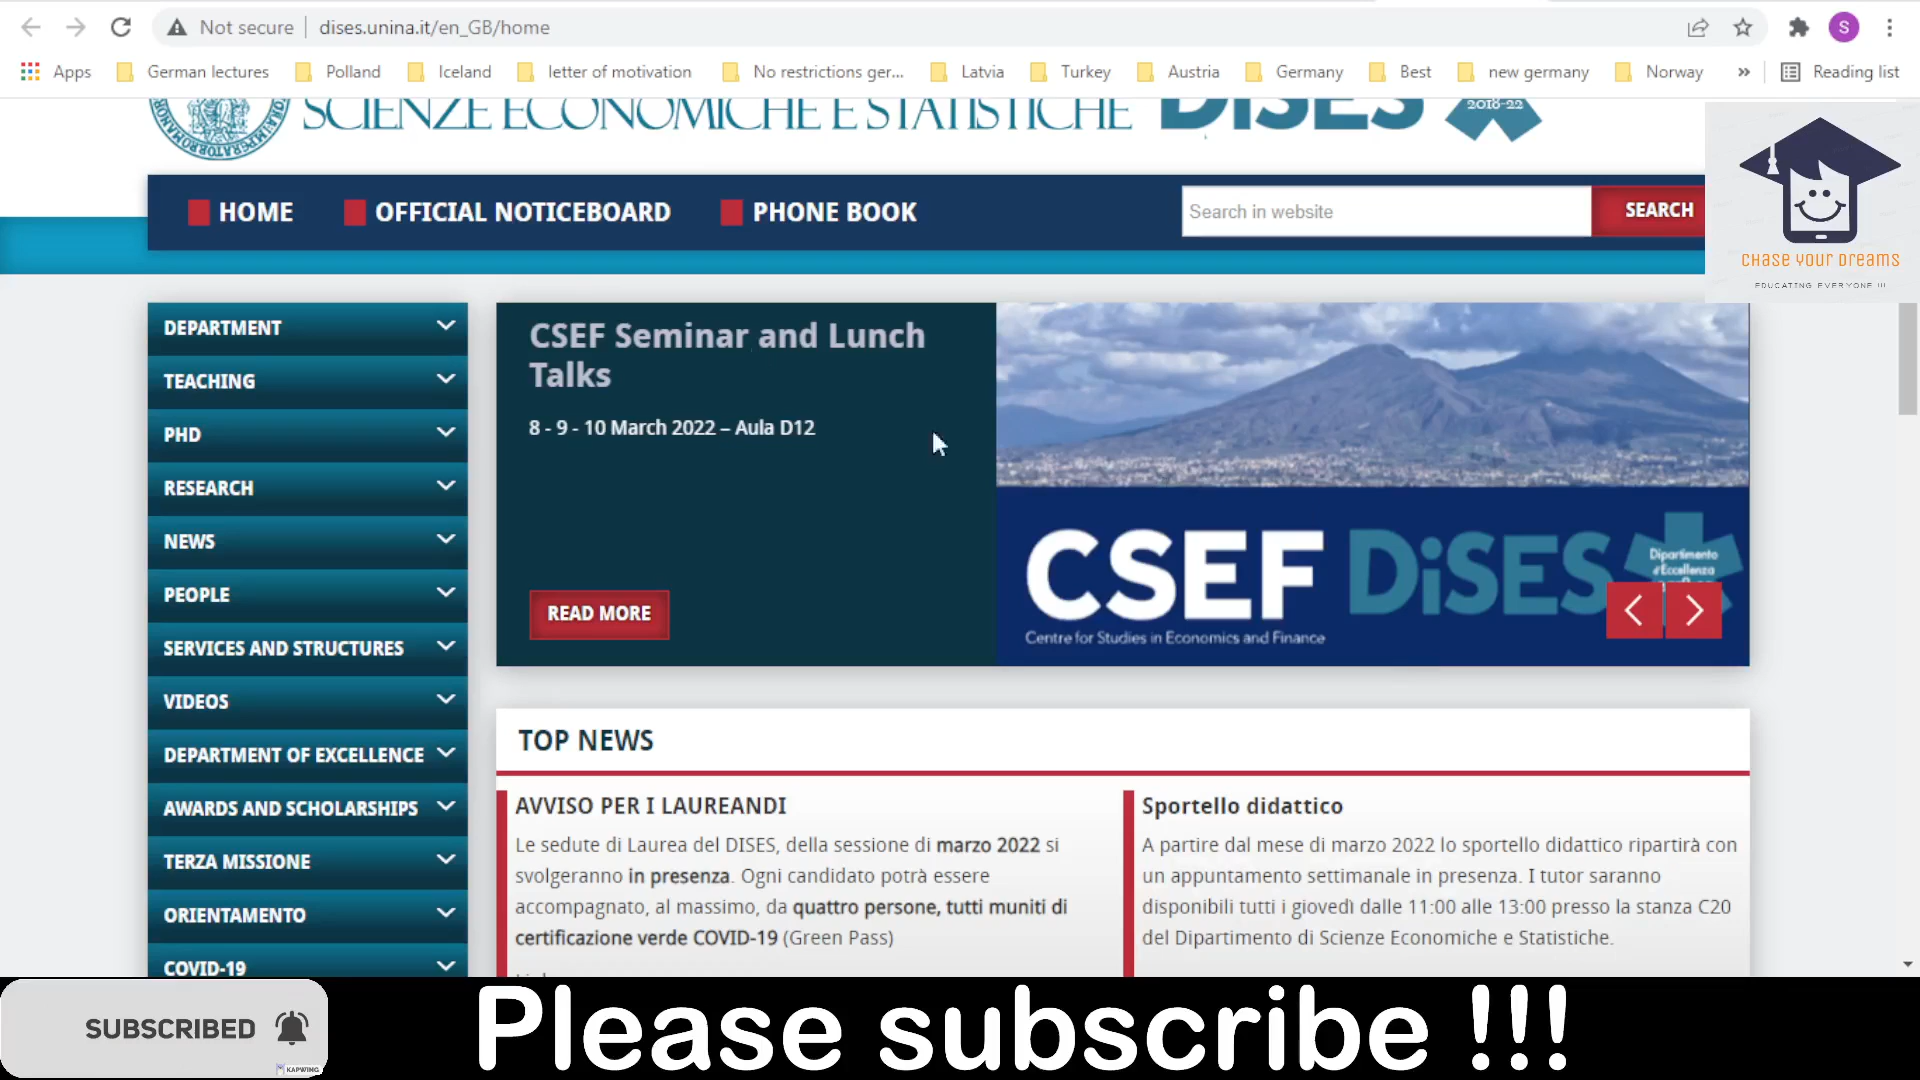 Not secure
dises.unina.it/en_GB/home
S
Apps
German lectures
Polland
Iceland
letter of motivation
No restrictions ger...
Latvia
Turkey
Austria
Germany
Best
new germany
Norway
»
Reading list
SCIENZE ECONOMICHE E STATISTICHE
DiSES
2018-22
CHASE YOUR DREAMS
EDUCATING EVERYONE !!!
HOME
OFFICIAL NOTICEBOARD
PHONE BOOK
Search in website
SEARCH
DEPARTMENT
TEACHING
PHD
RESEARCH
NEWS
PEOPLE
SERVICES AND STRUCTURES
VIDEOS
DEPARTMENT OF EXCELLENCE
AWARDS AND SCHOLARSHIPS
TERZA MISSIONE
ORIENTAMENTO
COVID-19
CSEF Seminar and Lunch
Talks
8 - 9 - 10 March 2022 – Aula D12
READ MORE
CSEF DiSES
Dipartimento
d'Eccellenza
Centre for Studies in Economics and Finance
TOP NEWS
AVVISO PER I LAUREANDI
Le sedute di Laurea del DISES, della sessione di marzo 2022 si
svolgeranno in presenza. Ogni candidato potrà essere
accompagnato, al massimo, da quattro persone, tutti muniti di
certificazione verde COVID-19 (Green Pass)
Sportello didattico
A partire dal mese di marzo 2022 lo sportello didattico ripartirà con
un appuntamento settimanale in presenza. I tutor saranno
disponibili tutti i giovedì dalle 11:00 alle 13:00 presso la stanza C20
del Dipartimento di Scienze Economiche e Statistiche.
SUBSCRIBED
KAPWING
Please subscribe !!!